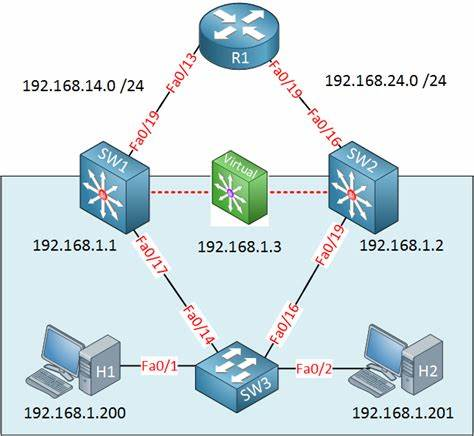 R1
192.168.14.0 /24
192.168.24.0 /24
Fa0/13
Fa0/19
Fa0/19
Fa0/16
SW1
Virtual
SW2
192.168.1.1
192.168.1.3
192.168.1.2
Fa0/17
Fa0/19
Fa0/14
Fa0/16
H1
Fa0/1
SW3
Fa0/2
H2
192.168.1.200
192.168.1.201